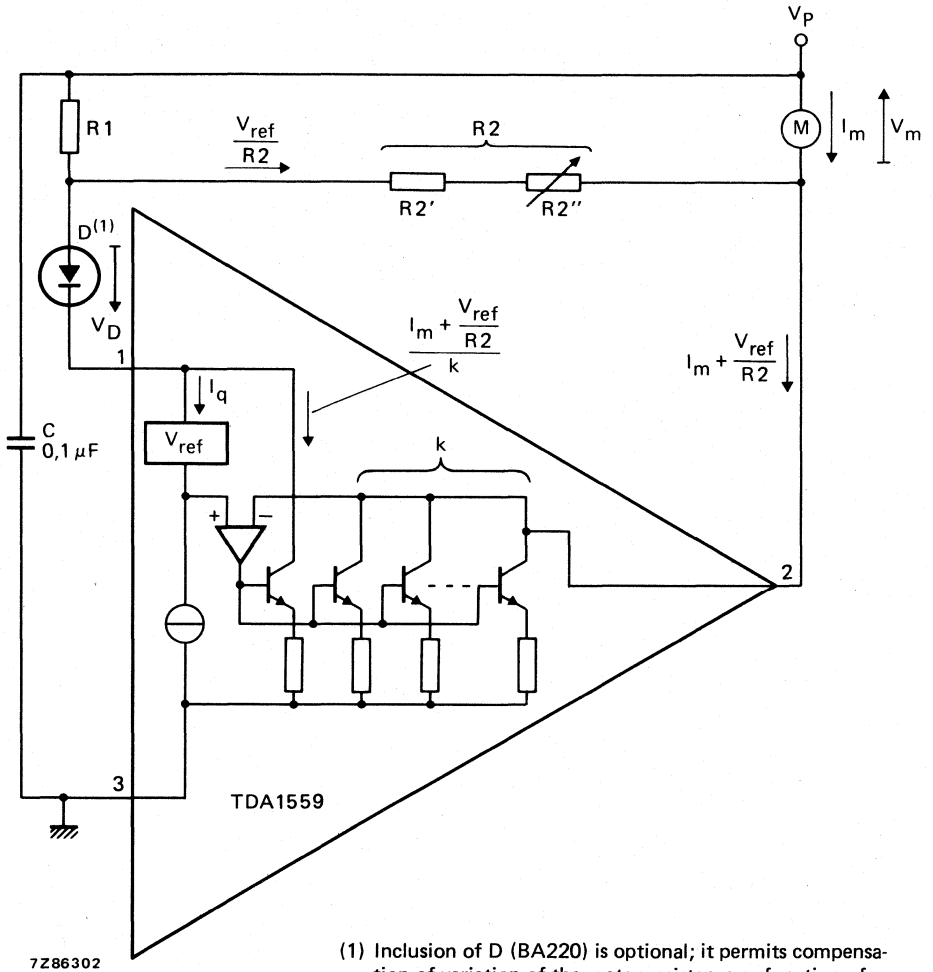 V_P
R1
V_ref
R2
R2
R2'
R2''
M
I_m
V_m
D(1)
V_D
1
I_q
V_ref
I_m + V_ref
R2
k
I_m + V_ref
R2
C
0,1 µF
k
+
−
2
3
TDA1559
7Z86302
(1) Inclusion of D (BA220) is optional; it permits compensa-